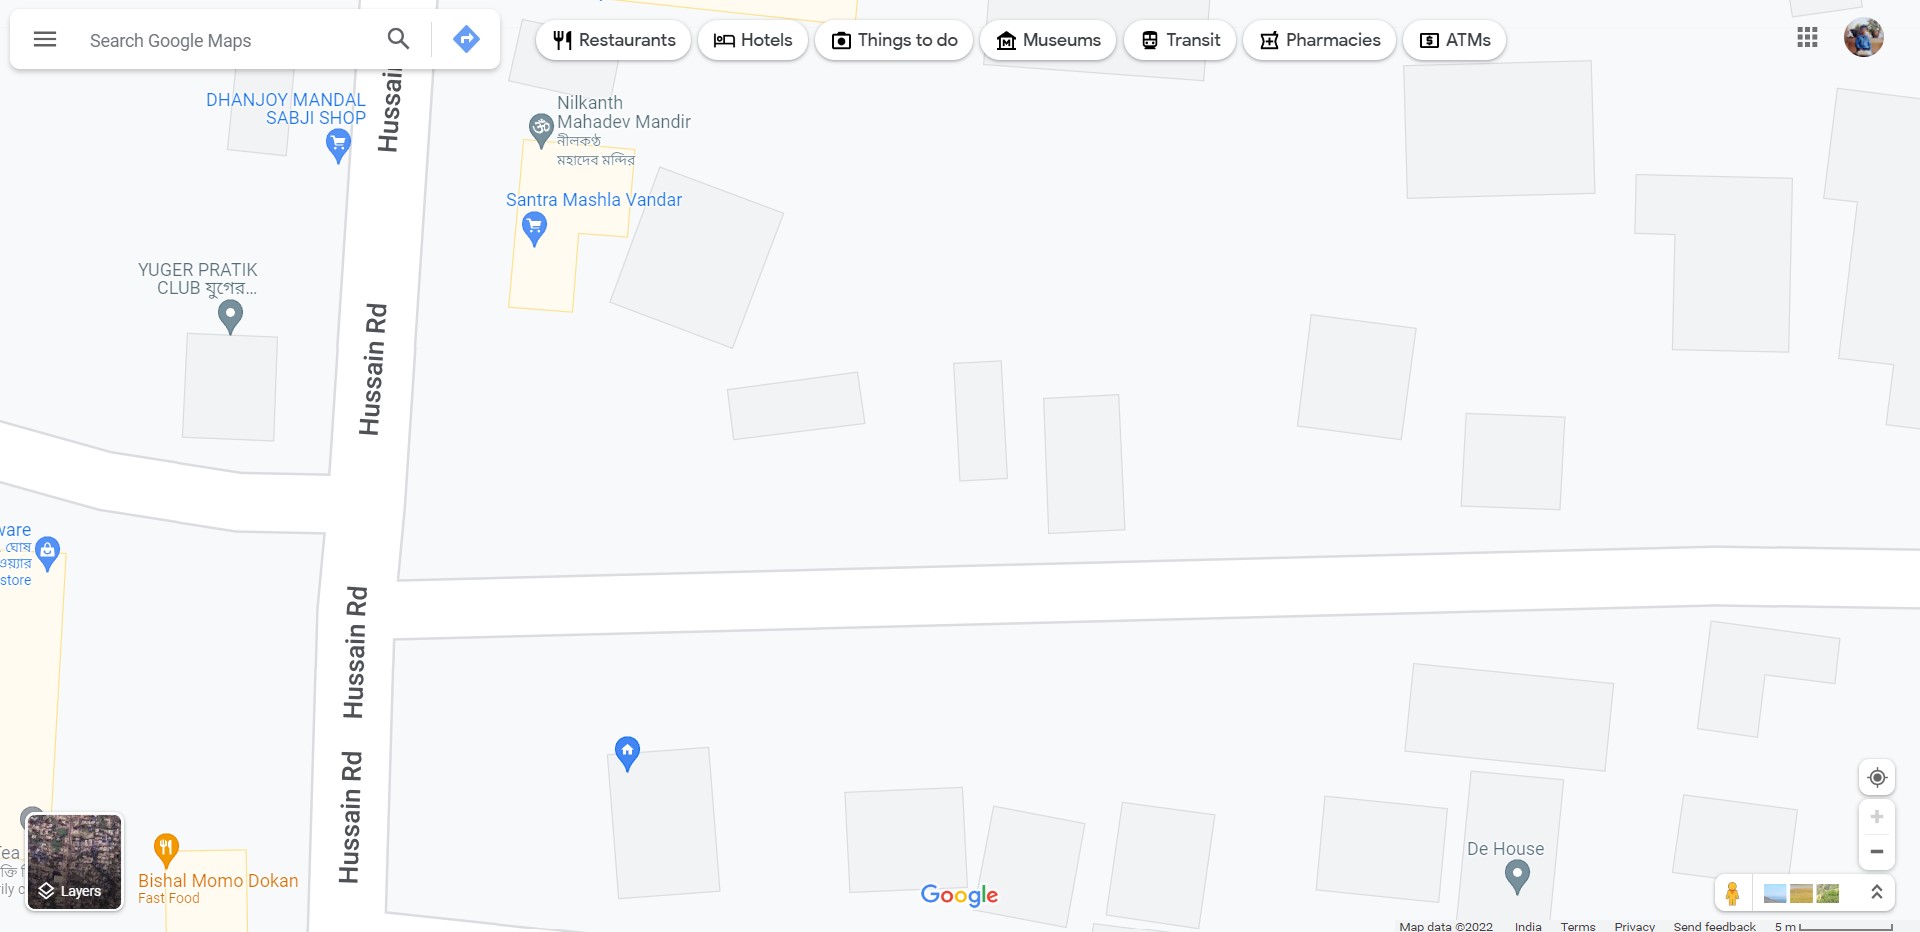 Search Google Maps
Restaurants
Hotels
Things to do
Museums
Transit
Pharmacies
ATMs
DHANJOY MANDAL
SABJI SHOP
Nilkanth
Mahadev Mandir
নীলকণ্ঠ
মহাদেব মন্দির
Santra Mashla Vandar
YUGER PRATIK
CLUB যুগের...
Hussain Rd
Hussain Rd
Hussain Rd
ঘোষ
store
Bishal Momo Dokan
Fast Food
Layers
De House
Google
Map data ©2022
India
Terms
Privacy
Send feedback
5 m